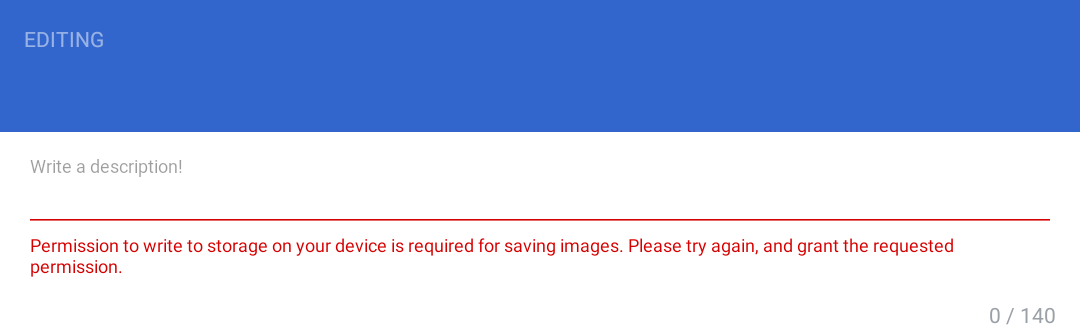 EDITING
Write a description!
Permission to write to storage on your device is required for saving images. Please try again, and grant the requested
permission.
0 / 140